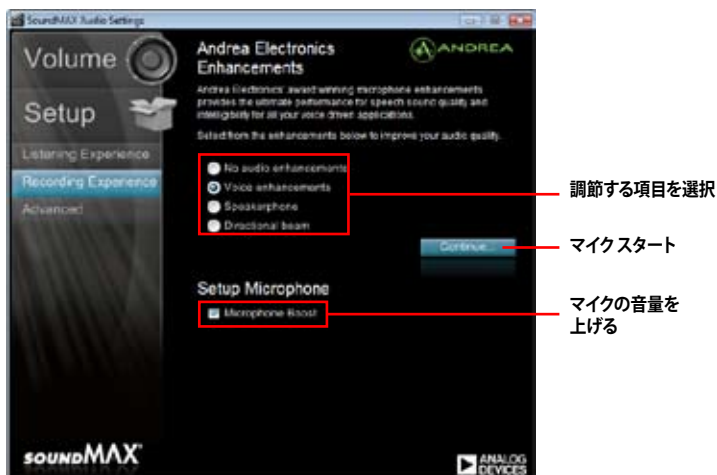 SoundMAX Audio Settings
Volume
Setup
Listening Experience
Recording Experience
Advanced
Andrea Electronics
Enhancements
ANDREA
Andrea Electronics' award winning microphone enhancements
provides the ultimate performance for speech sound quality and
intelligibility for all your voice driven applications.
Select from the enhancements below to improve your audio quality.
No audio enhancements
Voice enhancements
Speakerphone
Directional beam
Continue...
Setup Microphone
Microphone Boost
調節する項目を選択
マイクスタート
マイクの音量を
上げる
SOUNDMAX
ANALOG
DEVICES